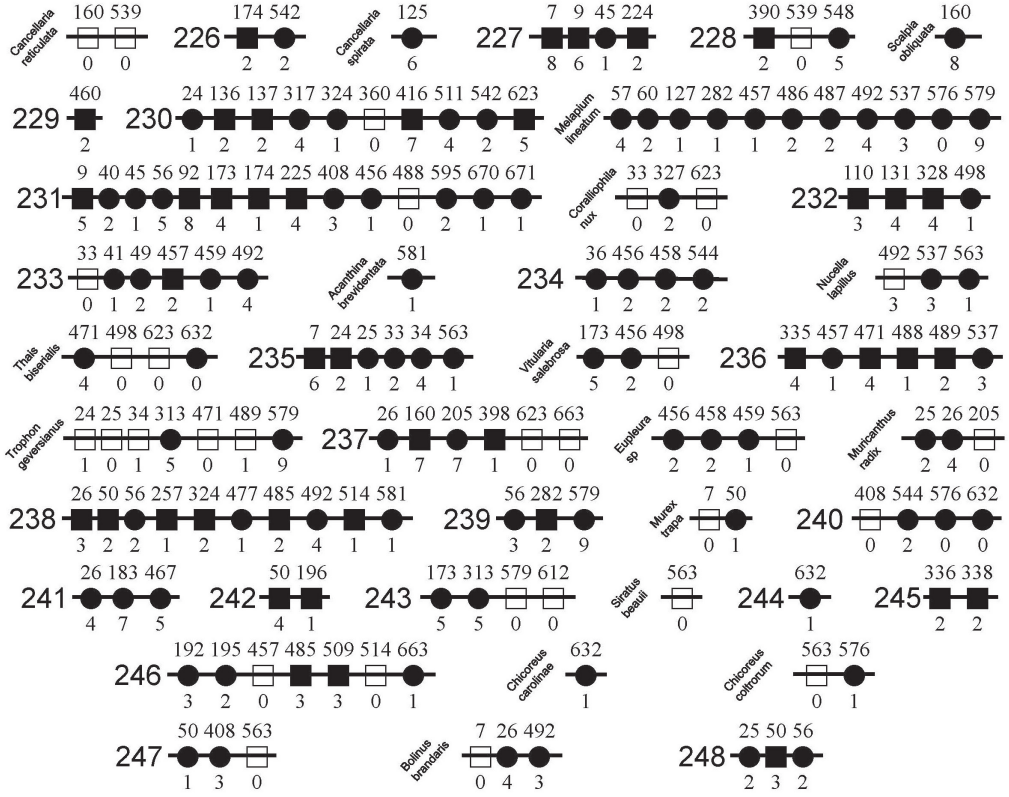 160 539
Cancellaria
reticulata
0 0
174 542
226
2 2
125
Cancellaria
spirata
6
7 9 45 224
227
8 6 1 2
390 539 548
228
2 0 5
160
Scalpia
obliquata
8
460
229
2
24 136 137 317 324 360 416 511 542 623
230
1 2 2 4 1 0 7 4 2 5
57 60 127 282 457 486 487 492 537 576 579
Melapium
lineatum
4 2 1 1 1 2 2 4 3 0 9
9 40 45 56 92 173 174 225 408 456 488 595 670 671
231
5 2 1 5 8 4 1 4 3 1 0 2 1 1
33 327 623
Coralliophila
nux
0 2 0
110 131 328 498
232
3 4 4 1
33 41 49 457 459 492
233
0 1 2 2 1 4
581
Acanthina
brevidentata
1
36 456 458 544
234
1 2 2 2
492 537 563
Nucella
lapillus
3 3 1
471 498 623 632
Thais
biserialis
4 0 0 0
7 24 25 33 34 563
235
6 2 1 2 4 1
173 456 498
Vitularia
salebrosa
5 2 0
335 457 471 488 489 537
236
4 1 4 1 2 3
24 25 34 313 471 489 579
Trophon
geversianus
1 0 1 5 0 1 9
26 160 205 398 623 663
237
1 7 7 1 0 0
456 458 459 563
Eupleura
sp
2 2 1 0
25 26 205
Muricanthus
radix
2 4 0
26 50 56 257 324 477 485 492 514 581
238
3 2 2 1 2 1 2 4 1 1
56 282 579
239
3 2 9
7 50
Murex
trapa
0 1
408 544 576 632
240
0 2 0 0
26 183 467
241
4 7 5
50 196
242
4 1
173 313 579 612
243
5 5 0 0
563
Siratus
beauii
0
632
244
1
336 338
245
2 2
192 195 457 485 509 514 663
246
3 2 0 3 3 0 1
632
Chicoreus
carolinae
1
563 576
Chicoreus
coltrorum
0 1
50 408 563
247
1 3 0
7 26 492
Bolinus
brandaris
0 4 3
25 50 56
248
2 3 2